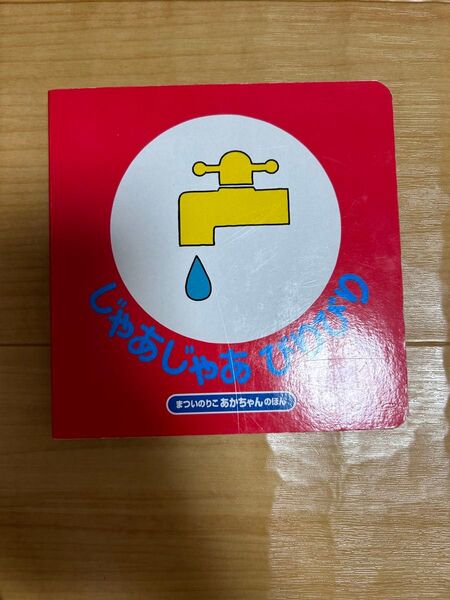 じゃあじゃあ びりびり
まついのりこ あかちゃんのほん